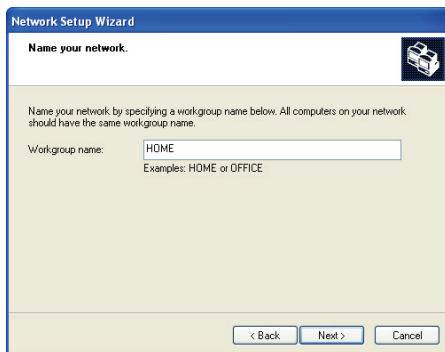 Network Setup Wizard
Name your network.
Name your network by specifying a workgroup name below. All computers on your network
should have the same workgroup name.
Workgroup name:
HOME
Examples: HOME or OFFICE
< Back
Next >
Cancel